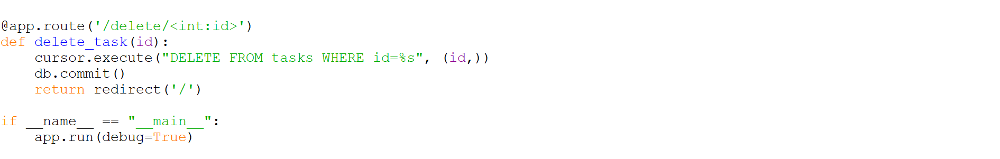 @app.route('/delete/<int:id>')
def delete_task(id):
    cursor.execute("DELETE FROM tasks WHERE id=%s", (id,))
    db.commit()
    return redirect('/')

if __name__ == "__main__":
    app.run(debug=True)